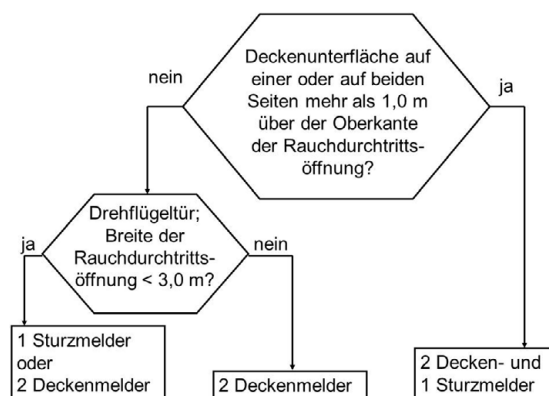 Deckenunterfläche auf
einer oder auf beiden
Seiten mehr als 1,0 m
über der Oberkante
der Rauchdurchtritts-
öffnung?
nein
ja
Drehflügeltür;
Breite der
Rauchdurchtritts-
öffnung < 3,0 m?
ja
nein
1 Sturzmelder
oder
2 Deckenmelder
2 Deckenmelder
2 Decken- und
1 Sturzmelder